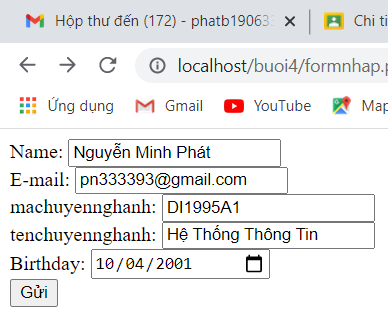 Hộp thư đến (172) - phatb19063
Chi ti
localhost/buoi4/formnhap.p
Ứng dụng Gmail YouTube Map
Name: Nguyễn Minh Phát
E-mail: pn333393@gmail.com
machuyennghanh: DI1995A1
tenchuyennghanh: Hệ Thống Thông Tin
Birthday: 10/04/2001
Gửi